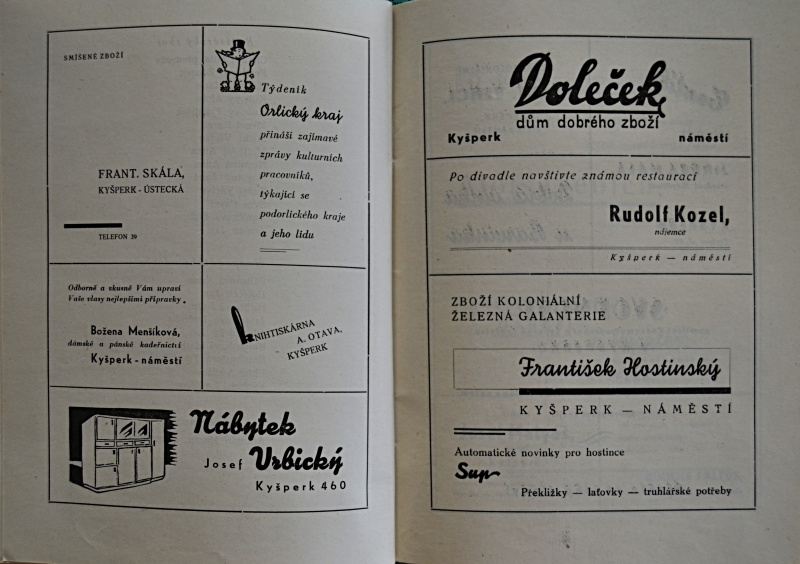 SMÍŠENÉ ZBOŽÍ
FRANT. SKÁLA,
KYŠPERK - ÚSTECKÁ
TELEFON 39
Týdeník
Orlický kraj
přináší zajímavé
zprávy kulturních
pracovníků,
týkající se
podorlického kraje
a jeho lidu
Odborně a vkusně Vám upraví
Vaše vlasy nejlepšími přípravky .
Božena Menšíková,
dámské a pánské kadeřnictví
Kyšperk - náměstí
KNIHTISKÁRNA
A. OTAVA,
KYŠPERK
Nábytek
Josef Vrbický
Kyšperk 460
Doleček
dům dobrého zboží
Kyšperk náměstí
Po divadle navštivte známou restauraci
Rudolf Kozel,
nájemce
Kyšperk — náměstí
ZBOŽÍ KOLONIÁLNÍ
ŽELEZNÁ GALANTERIE
František Hostinský
KYŠPERK — NÁMĚSTÍ
Automatické novinky pro hostince
Sup
Překližky — laťovky — truhlářské potřeby